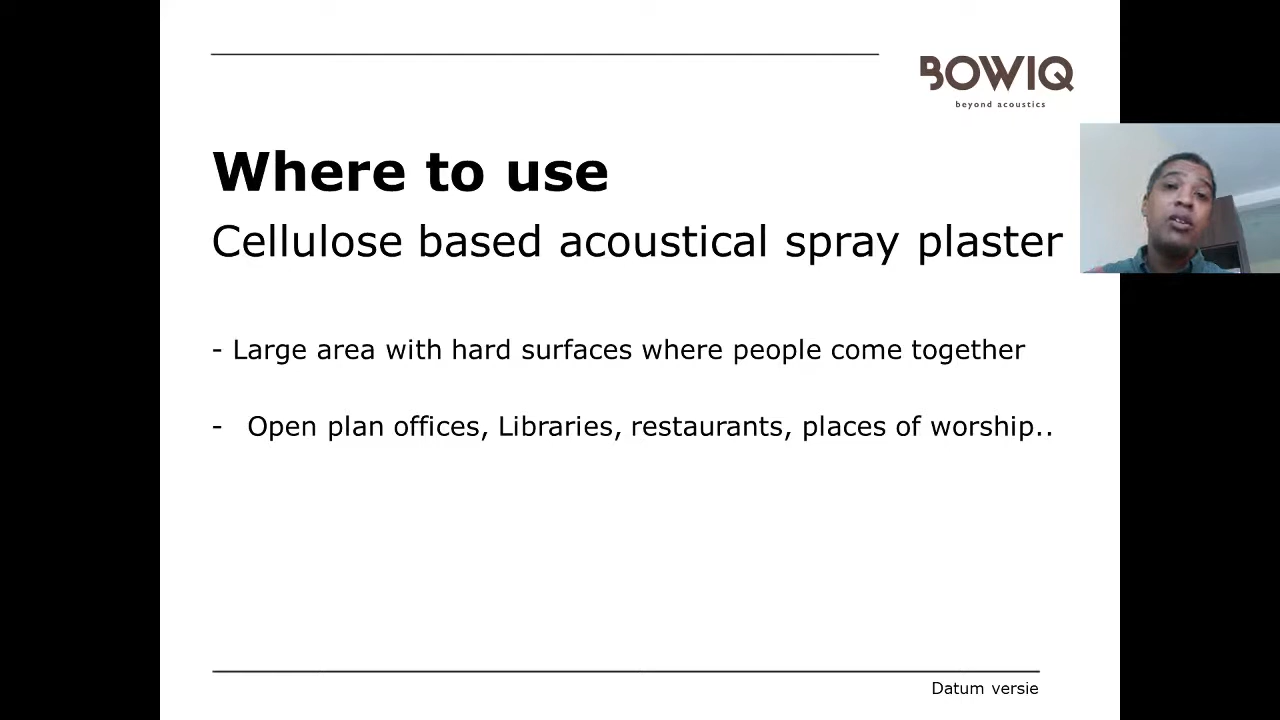 BOWIQ
beyond acoustics
Where to use
Cellulose based acoustical spray plaster
- Large area with hard surfaces where people come together
- Open plan offices, Libraries, restaurants, places of worship..
Datum versie